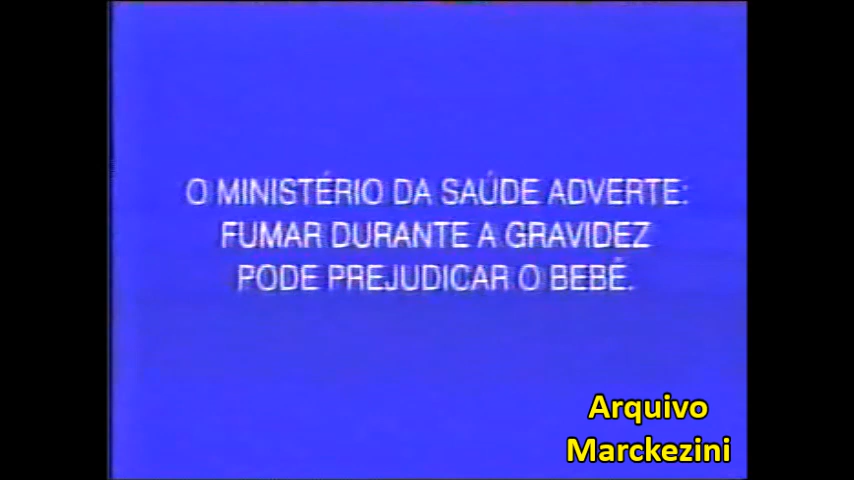 O MINISTÉRIO DA SAÚDE ADVERTE:
FUMAR DURANTE A GRAVIDEZ
PODE PREJUDICAR O BEBÊ.
Arquivo
Marckezini